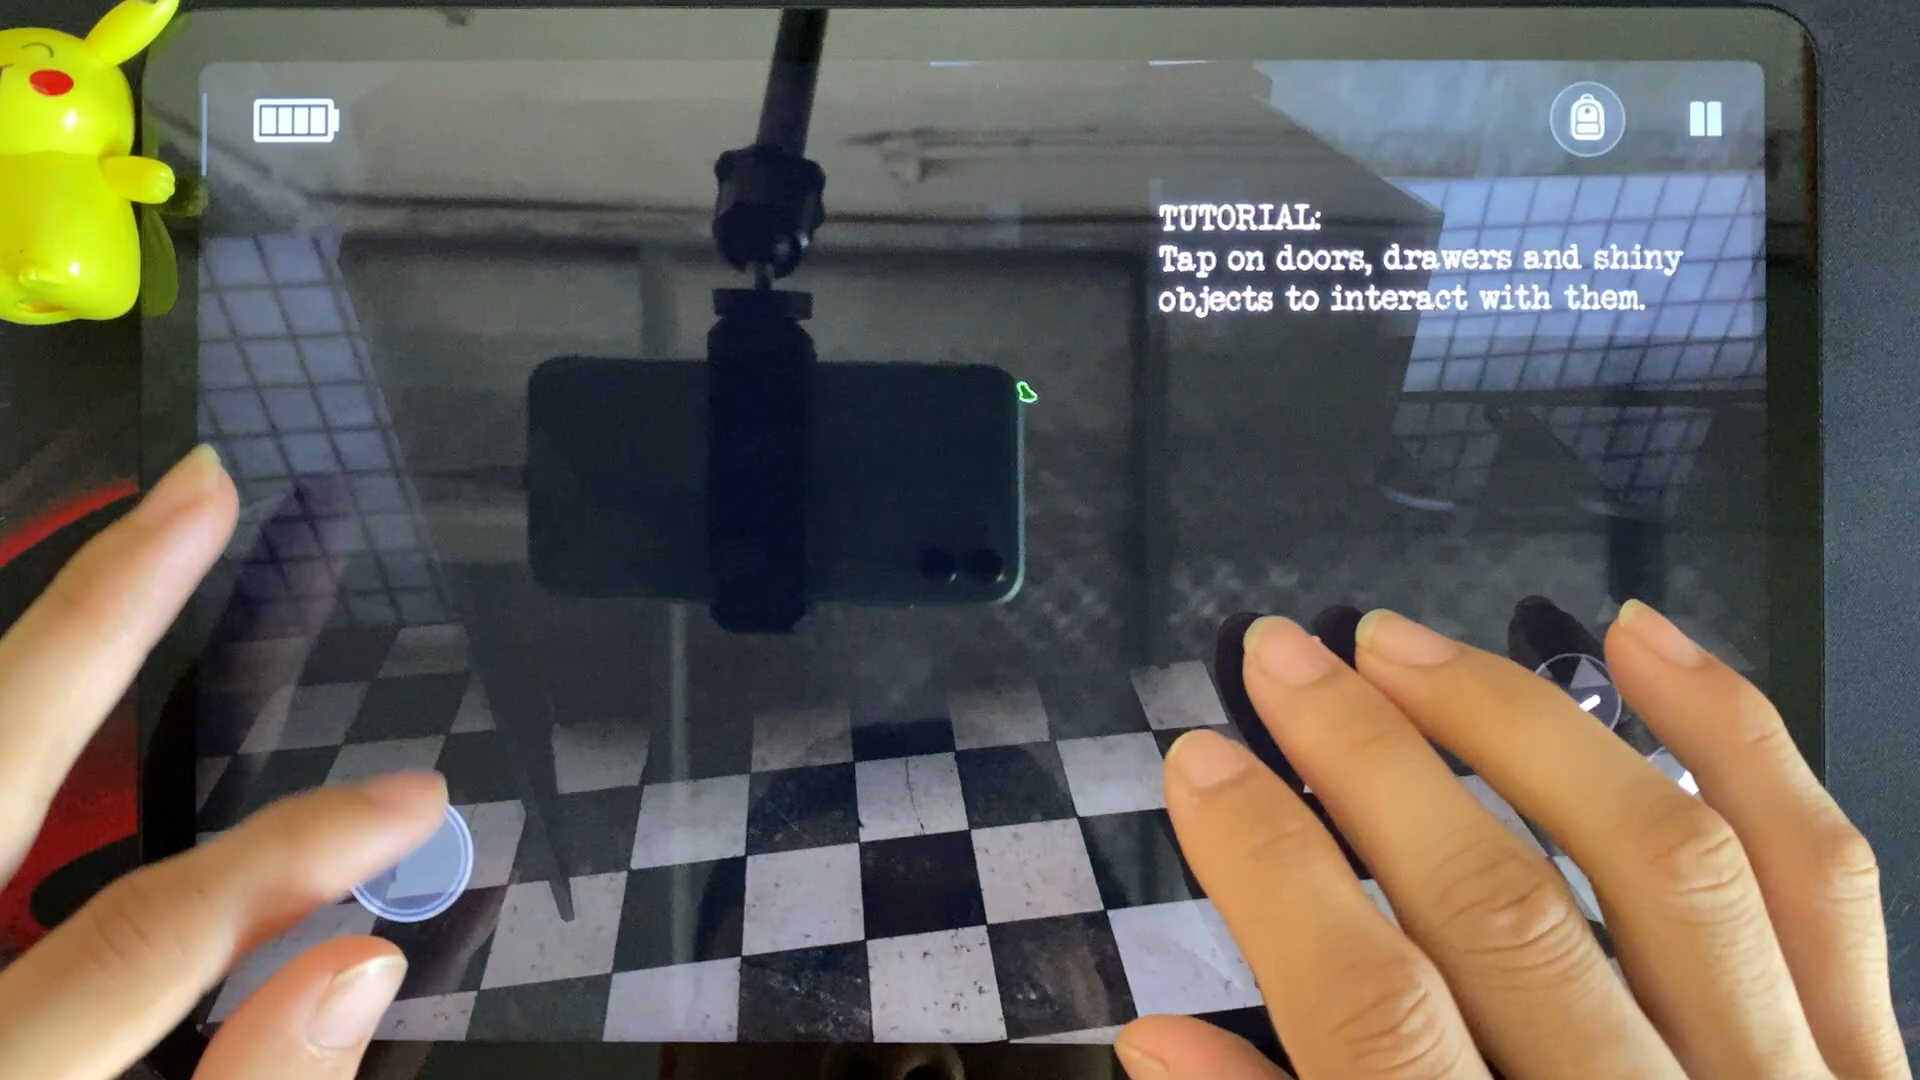 TUTORIAL:
Tap on doors, drawers and shiny
objects to interact with them.